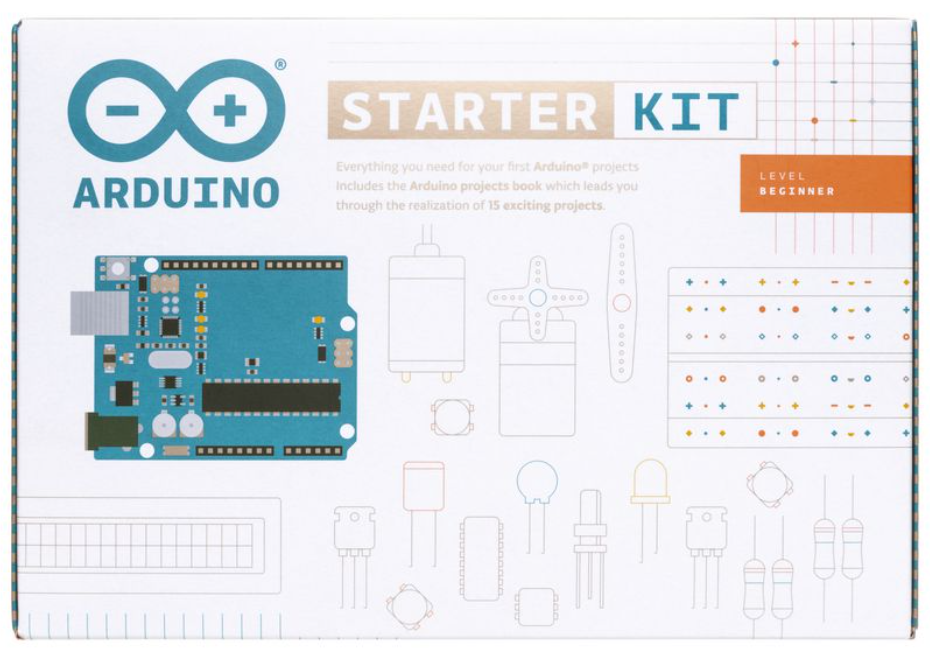 ®
ARDUINO
STARTER KIT
Everything you need for your first Arduino® projects
Includes the Arduino projects book which leads you
through the realization of 15 exciting projects.
LEVEL
BEGINNER